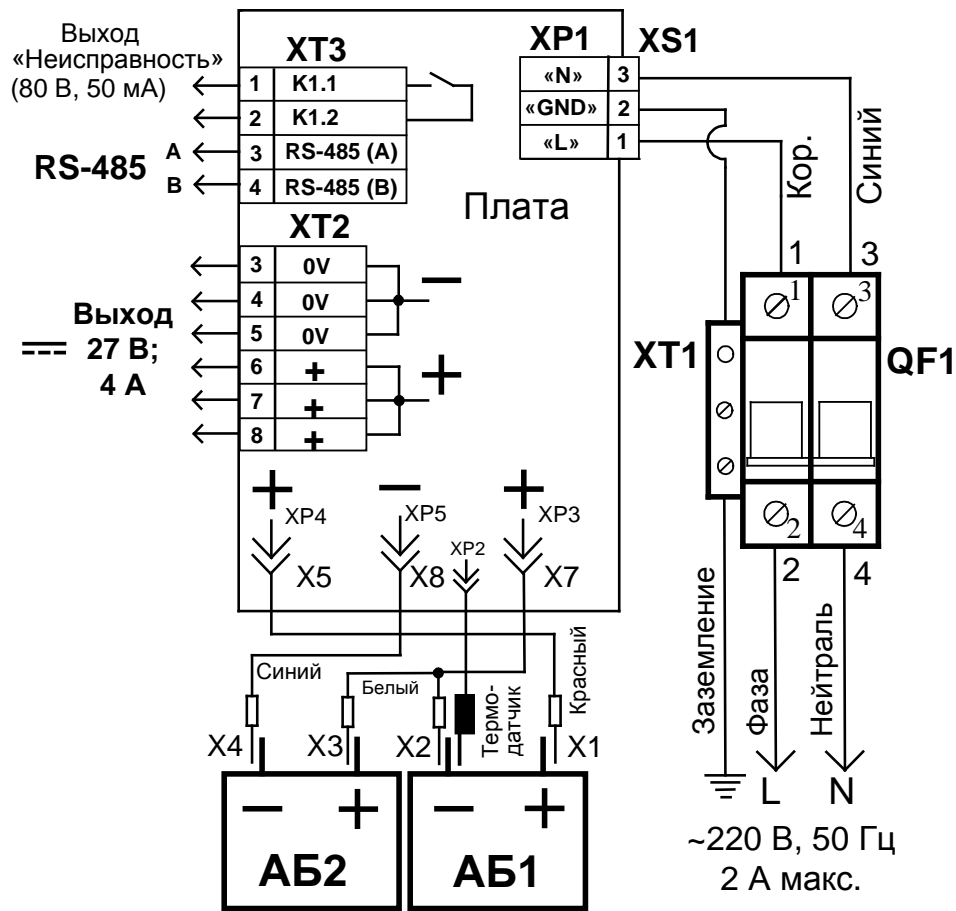 Выход
«Неисправность»
(80 В, 50 мА)
XT3
1 K1.1
2 K1.2
3 RS-485 (A)
4 RS-485 (B)
RS-485
A
B
XP1
XS1
«N» 3
«GND» 2
«L» 1
Плата
Кор.
Синий
XT2
3 0V
4 0V
5 0V
6 +
7 +
8 +
−
+
Выход
27 В;
4 А
1 3
1 3
XT1
QF1
2 4
2 4
+ − +
XP4
XP5
XP2
XP3
X5
X8
X7
Синий
Белый
Термо-
датчик
Красный
Заземление
Фаза
Нейтраль
X4
X3
X2
X1
− +
АБ2
− +
АБ1
L N
~220 В, 50 Гц
2 А макс.